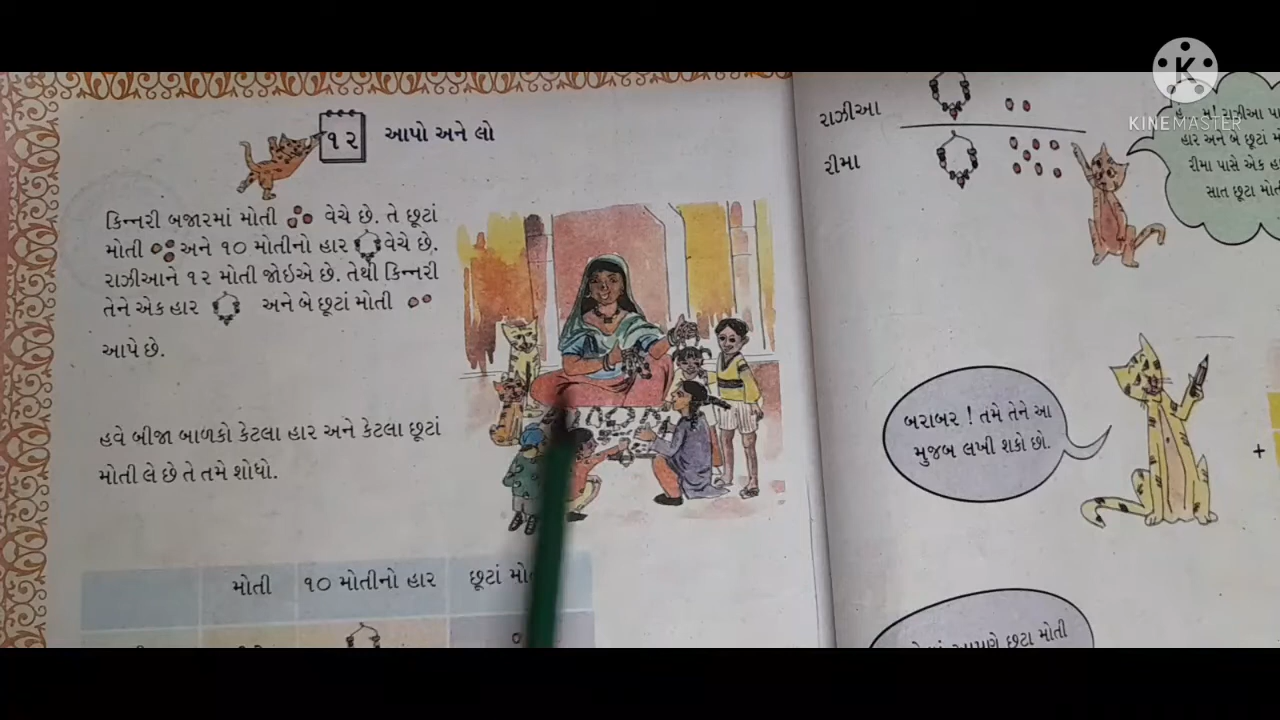 ૧૨ આપો અને લો
કિન્નરી બજારમાં મોતી વેચે છે. તે છૂટાં
મોતી અને ૧૦ મોતીનો હાર વેચે છે.
રાઝીઆને ૧૨ મોતી જોઇએ છે. તેથી કિન્નરી
તેને એક હાર અને બે છૂટાં મોતી
આપે છે.
હવે બીજા બાળકો કેટલા હાર અને કેટલા છૂટાં
મોતી લે છે તે તમે શોધો.
મોતી ૧૦ મોતીનો હાર છૂટાં
રાઝીઆ
રીમા
રાઝીઆ
હાર અને બે છૂટાં
રીમા પાસે એક
સાત છૂટા
બરાબર ! તમે તેને આ
મુજબ લખી શકો છો.
+
છૂટા મોતી
KINEMASTER